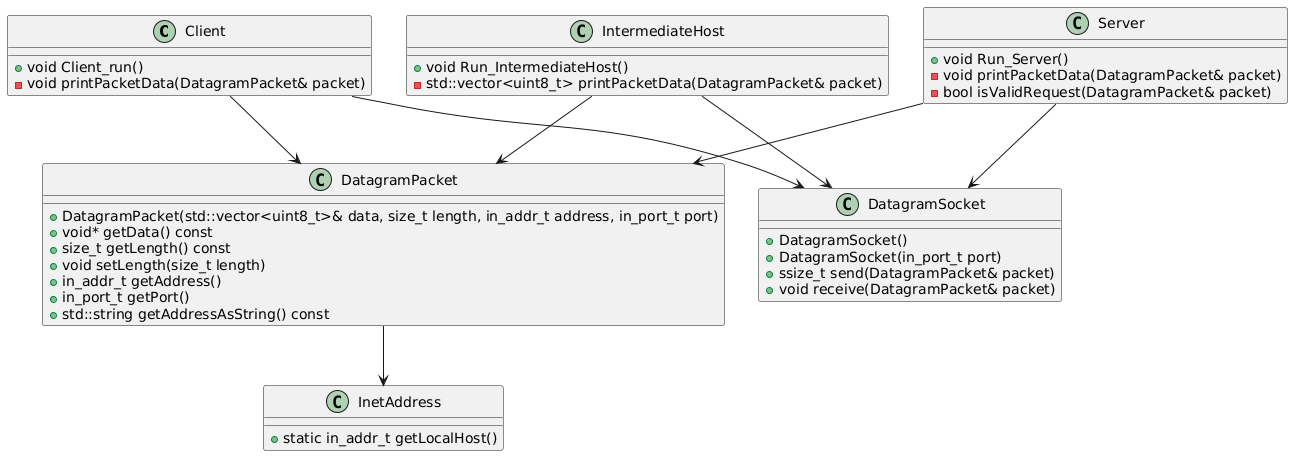 C Client
+ void Client_run()
- void printPacketData(DatagramPacket& packet)
C IntermediateHost
+ void Run_IntermediateHost()
- std::vector<uint8_t> printPacketData(DatagramPacket& packet)
C Server
+ void Run_Server()
- void printPacketData(DatagramPacket& packet)
- bool isValidRequest(DatagramPacket& packet)
C DatagramPacket
DatagramPacket(std::vector<uint8_t>& data, size_t length, in_addr_t address, in_port_t port)
void* getData() const
size_t getLength() const
void setLength(size_t length)
in_addr_t getAddress()
in_port_t getPort()
std::string getAddressAsString() const
C DatagramSocket
DatagramSocket()
DatagramSocket(in_port_t port)
ssize_t send(DatagramPacket& packet)
void receive(DatagramPacket& packet)
C InetAddress
static in_addr_t getLocalHost()